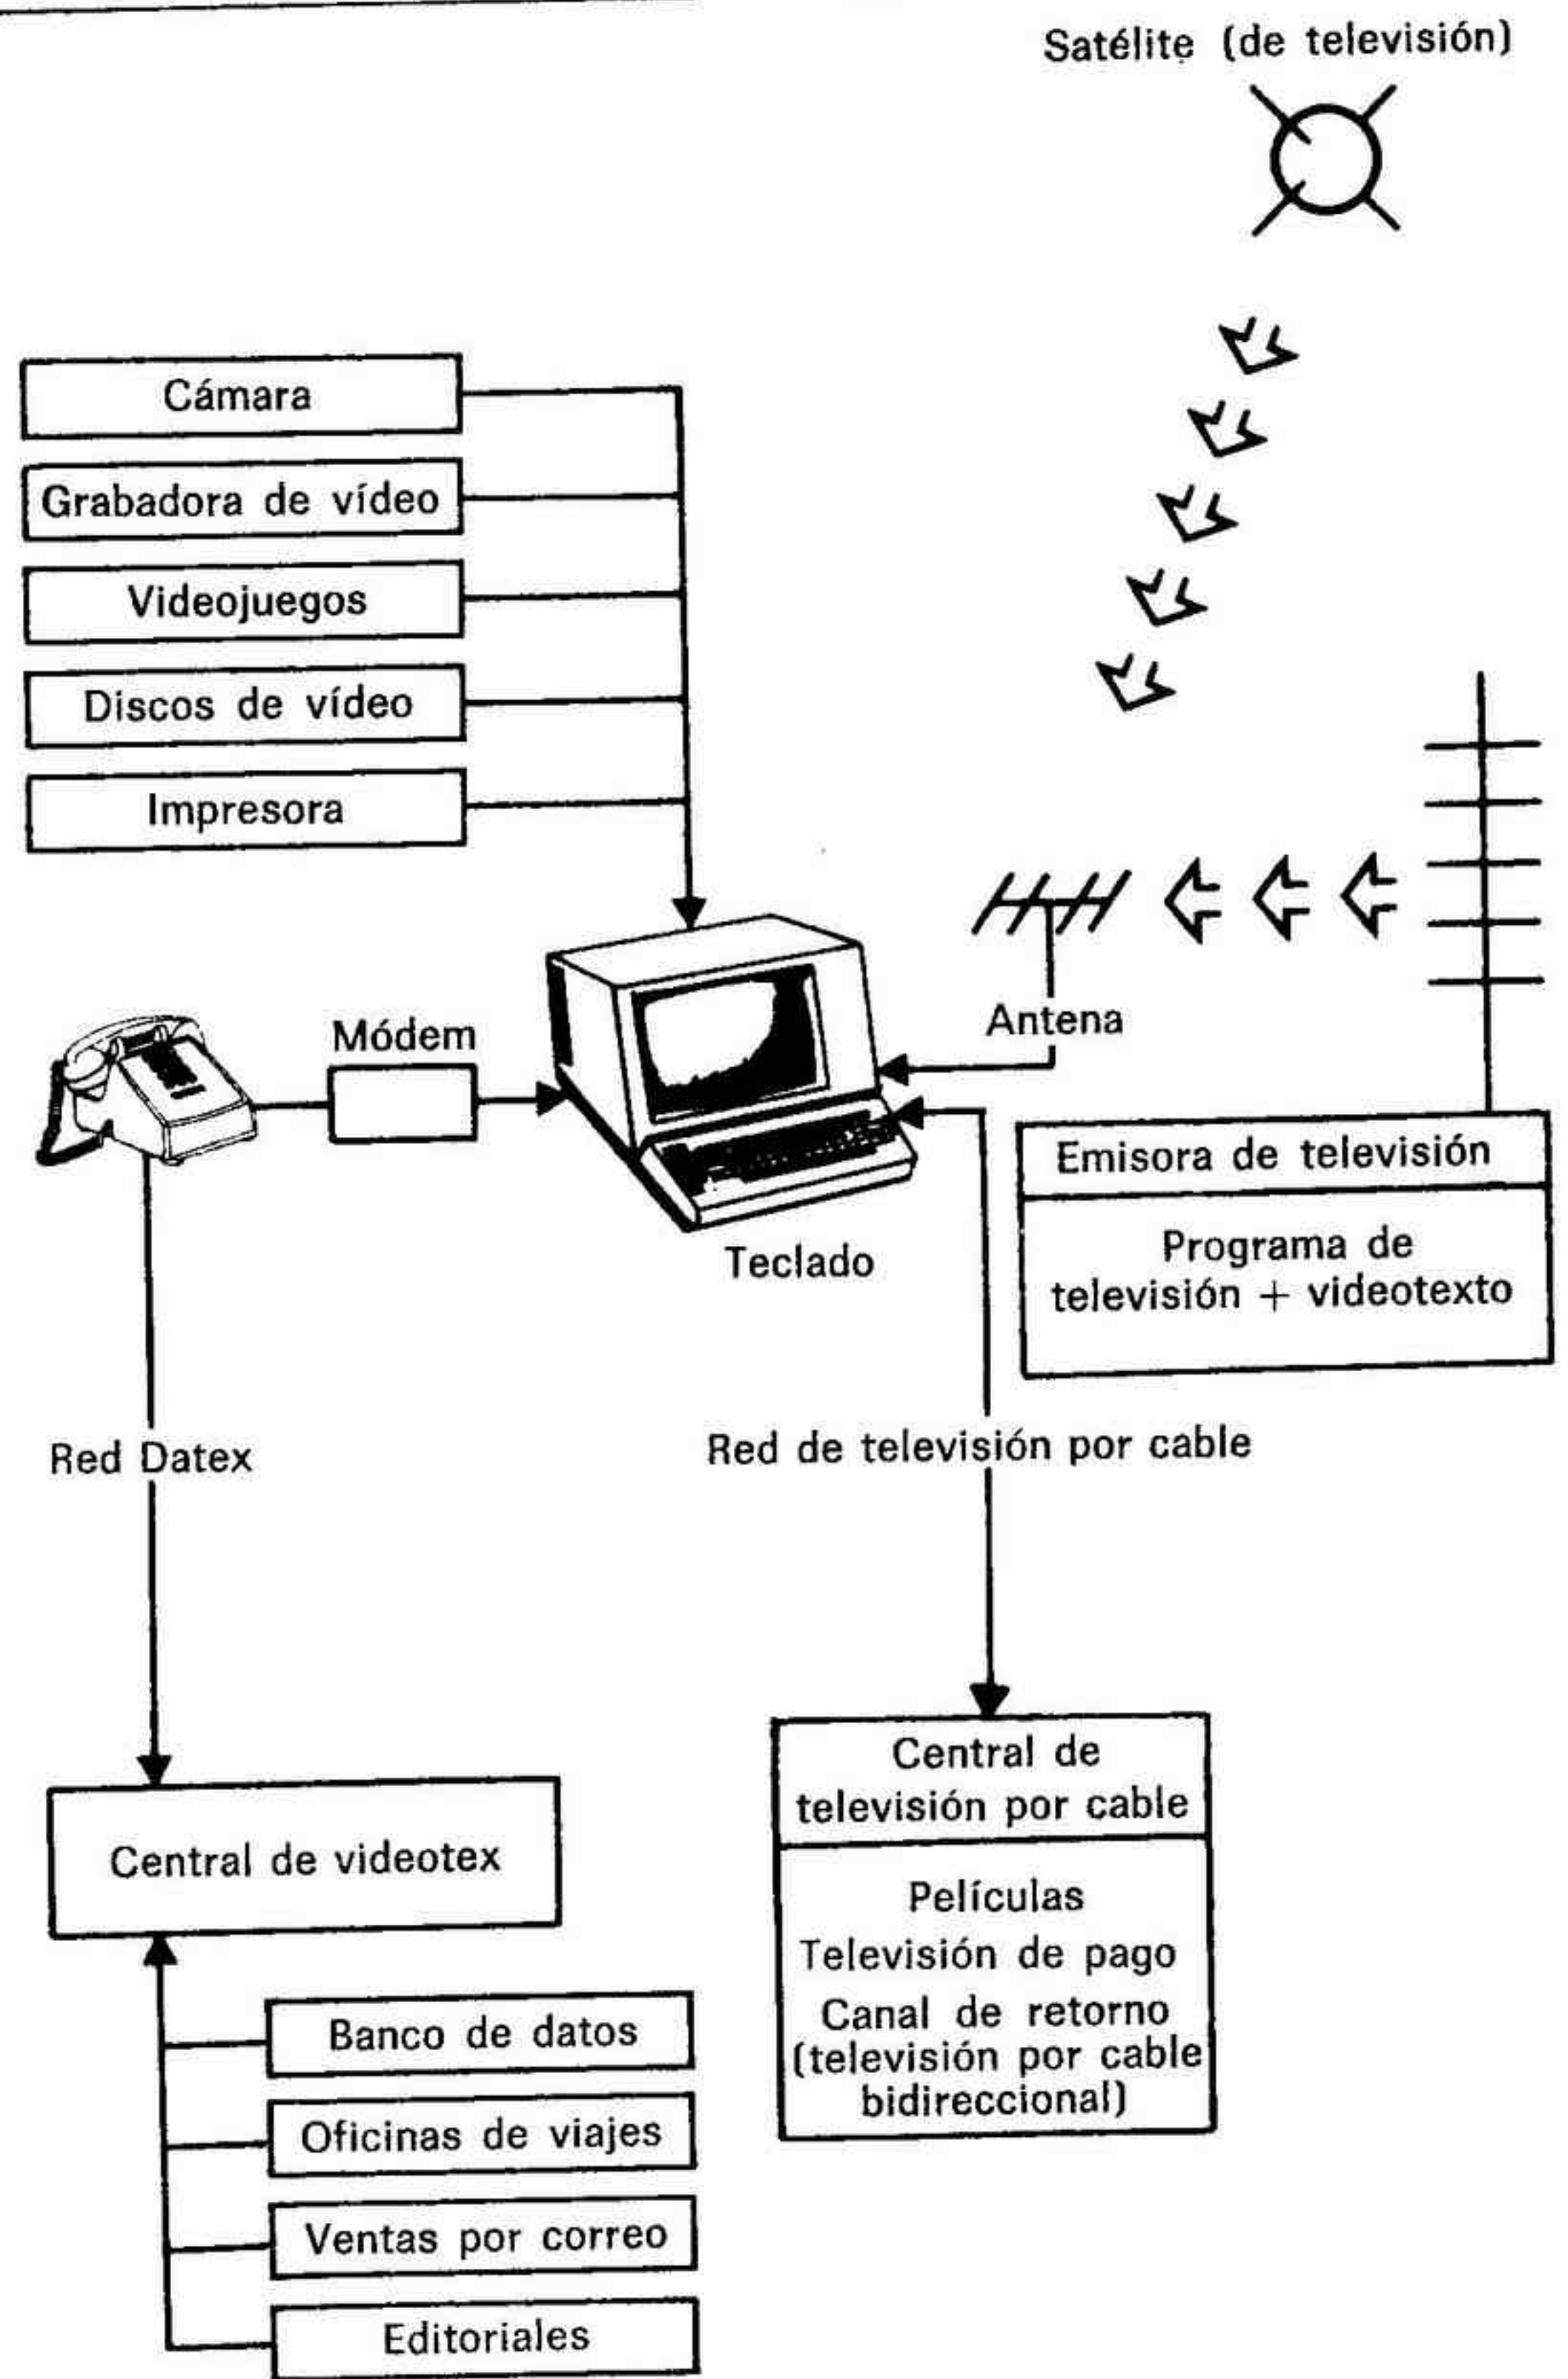 Satélite (de televisión)
Cámara
Grabadora de vídeo
Videojuegos
Discos de vídeo
Impresora
Antena
Módem
Emisora de televisión
Programa de
televisión + videotexto
Teclado
Red Datex
Red de televisión por cable
Central de
televisión por cable
Películas
Televisión de pago
Canal de retorno
(televisión por cable
bidireccional)
Central de videotex
Banco de datos
Oficinas de viajes
Ventas por correo
Editoriales